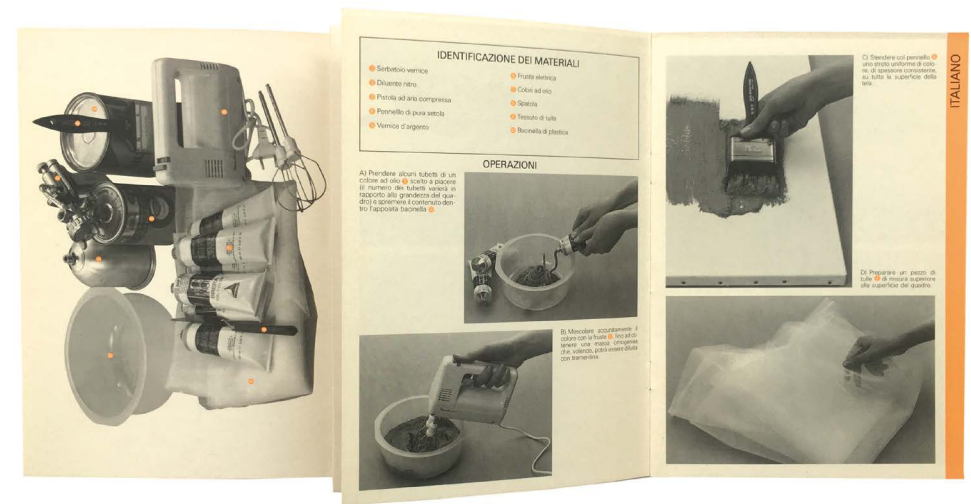 IDENTIFICAZIONE DEI MATERIALI
Serbatoio vernice
Diluente nitro
Pistola ad aria compressa
Pennello di pura setola
Vernice d'argento
Frusta elettrica
Colori ad olio
Spatola
Tessuto di tulle
Bacinella di plastica
OPERAZIONI
A) Prendere alcuni tubetti di un
colore ad olio scelto a piacere
(il numero dei tubetti varierà in
rapporto alla grandezza del qua-
dro) e spremere il contenuto den-
tro l'apposita bacinella
B) Mescolare accuratamente il
colore con la frusta fino ad ot-
tenere una massa omogenea
che, volendo, potrà essere diluita
con trementina.
C) Stendere col pennello
uno strato uniforme di colo-
re, di spessore consistente,
su tutta la superficie della
tela.
D) Preparare un pezzo di
tulle di misura superiore
alla superficie del quadro.
ITALIANO